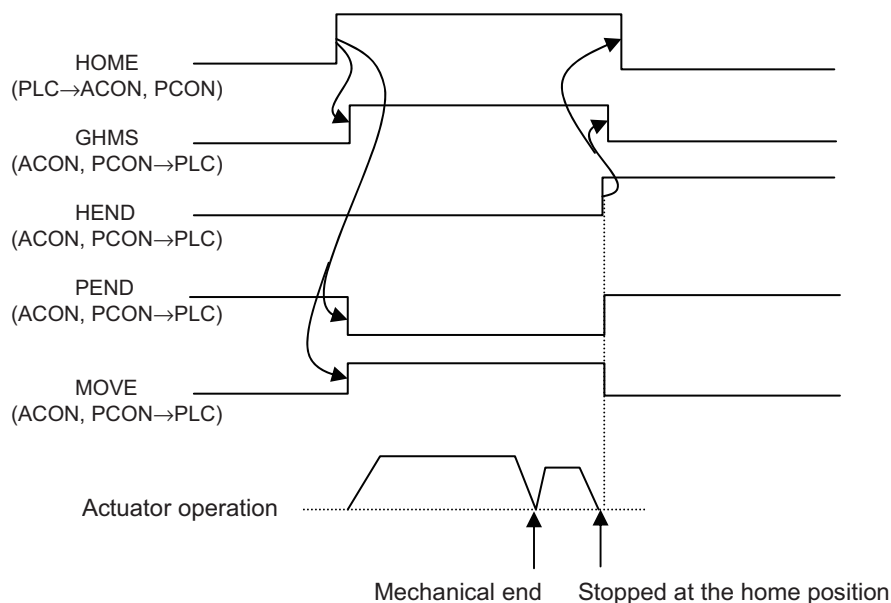 HOME
(PLC→ACON, PCON)
GHMS
(ACON, PCON→PLC)
HEND
(ACON, PCON→PLC)
PEND
(ACON, PCON→PLC)
MOVE
(ACON, PCON→PLC)
Actuator operation
Mechanical end
Stopped at the home position